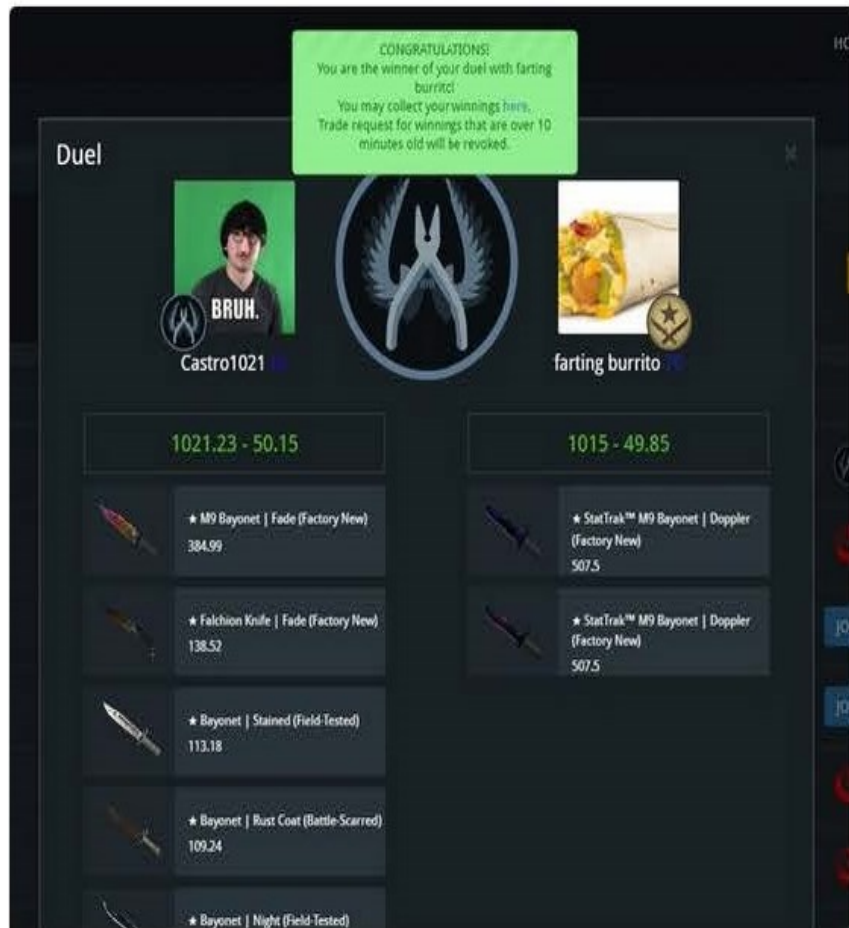 HO
CONGRATULATIONS!
You are the winner of your duel with farting
burrito!
You may collect your winnings here.
Trade request for winnings that are over 10
minutes old will be revoked.
Duel
BRUH.
Castro1021
farting burrito
1021.23 - 50.15
1015 - 49.85
★ M9 Bayonet | Fade (Factory New)
384.99
★ StatTrak™ M9 Bayonet | Doppler
(Factory New)
507.5
★ Falchion Knife | Fade (Factory New)
138.52
★ StatTrak™ M9 Bayonet | Doppler
(Factory New)
507.5
★ Bayonet | Stained (Field-Tested)
113.18
JO
JO
★ Bayonet | Rust Coat (Battle-Scarred)
109.24
★ Bayonet | Night (Field-Tested)